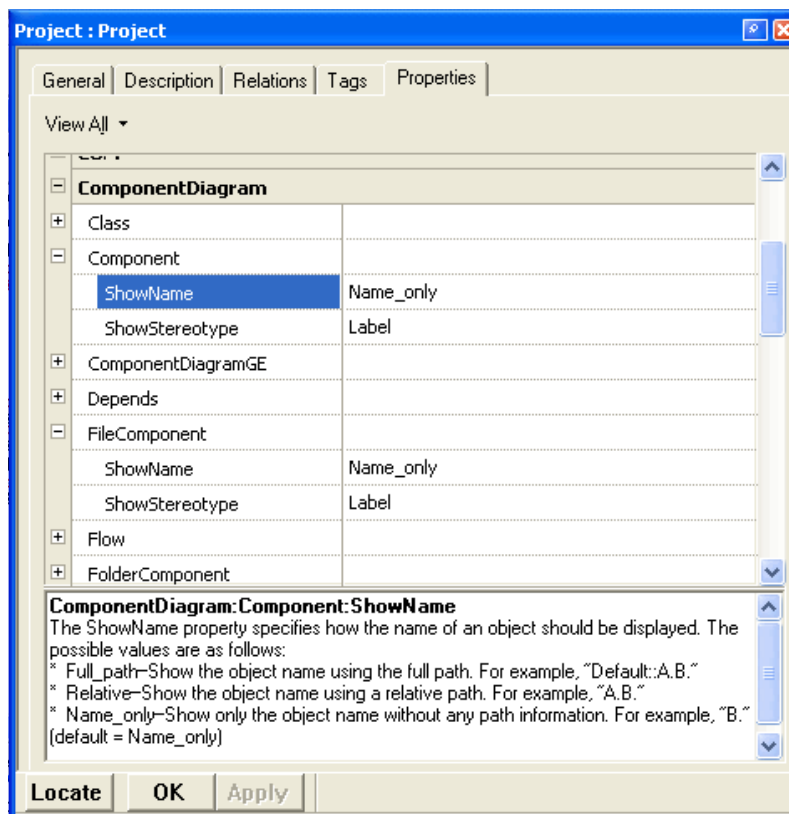 Project : Project
General Description Relations Tags Properties
View All
ComponentDiagram
Class
Component
ShowName Name_only
ShowStereotype Label
ComponentDiagramGE
Depends
FileComponent
ShowName Name_only
ShowStereotype Label
Flow
FolderComponent
ComponentDiagram:Component:ShowName
The ShowName property specifies how the name of an object should be displayed. The
possible values are as follows:
* Full_path–Show the object name using the full path. For example, "Default::A.B."
* Relative–Show the object name using a relative path. For example, "A.B."
* Name_only–Show only the object name without any path information. For example, "B."
(default = Name_only)
Locate OK Apply